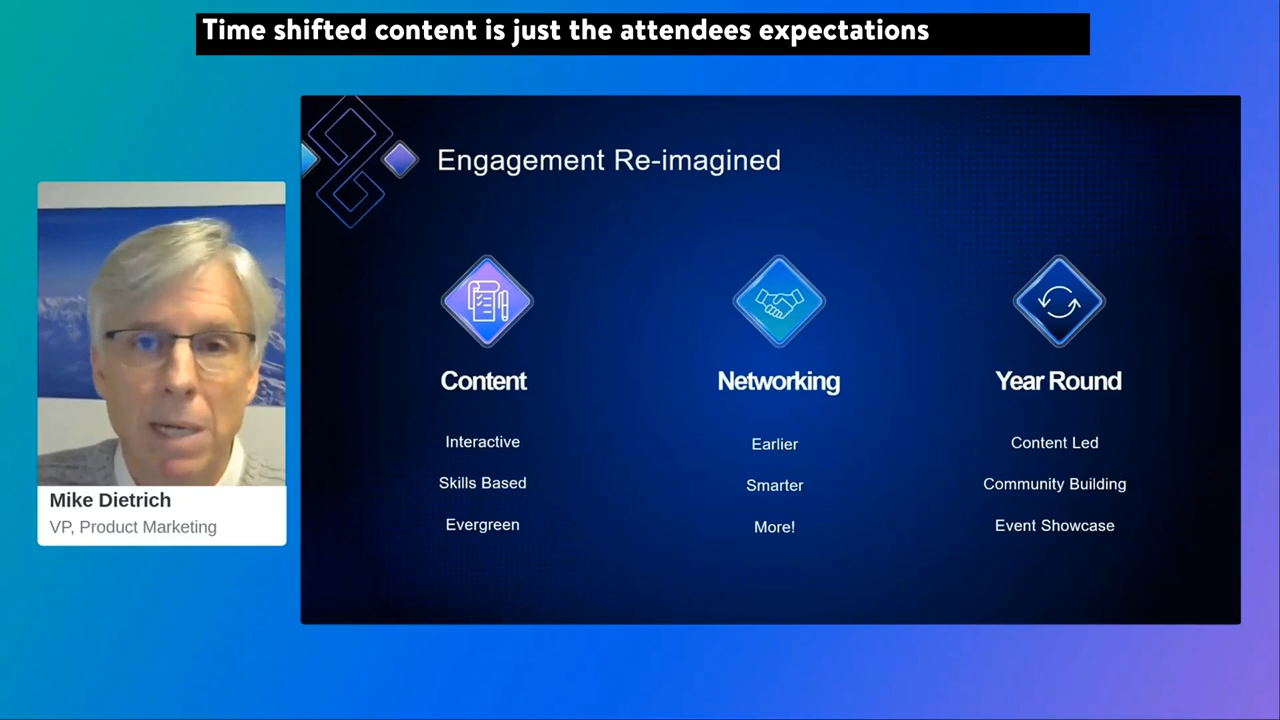 Time shifted content is just the attendees expectations
Engagement Re-imagined
Content
Interactive
Skills Based
Evergreen
Networking
Earlier
Smarter
More!
Year Round
Content Led
Community Building
Event Showcase
Mike Dietrich
VP, Product Marketing